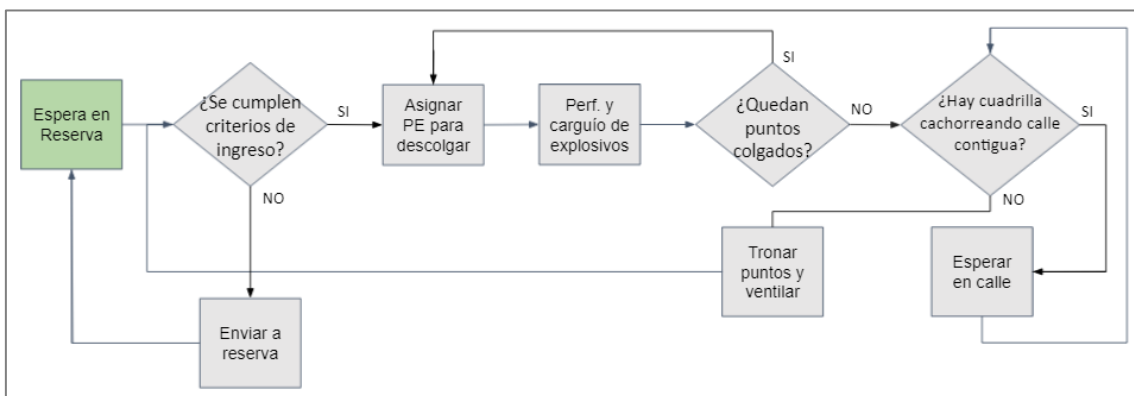 Espera en
Reserva
¿Se cumplen
criterios de
ingreso?
SI
NO
Enviar a
reserva
Asignar
PE para
descolgar
Perf. y
carguío de
explosivos
SI
¿Quedan
puntos
colgados?
NO
¿Hay cuadrilla
cachorreando calle
contigua?
SI
NO
Tronar
puntos y
ventilar
Esperar
en calle